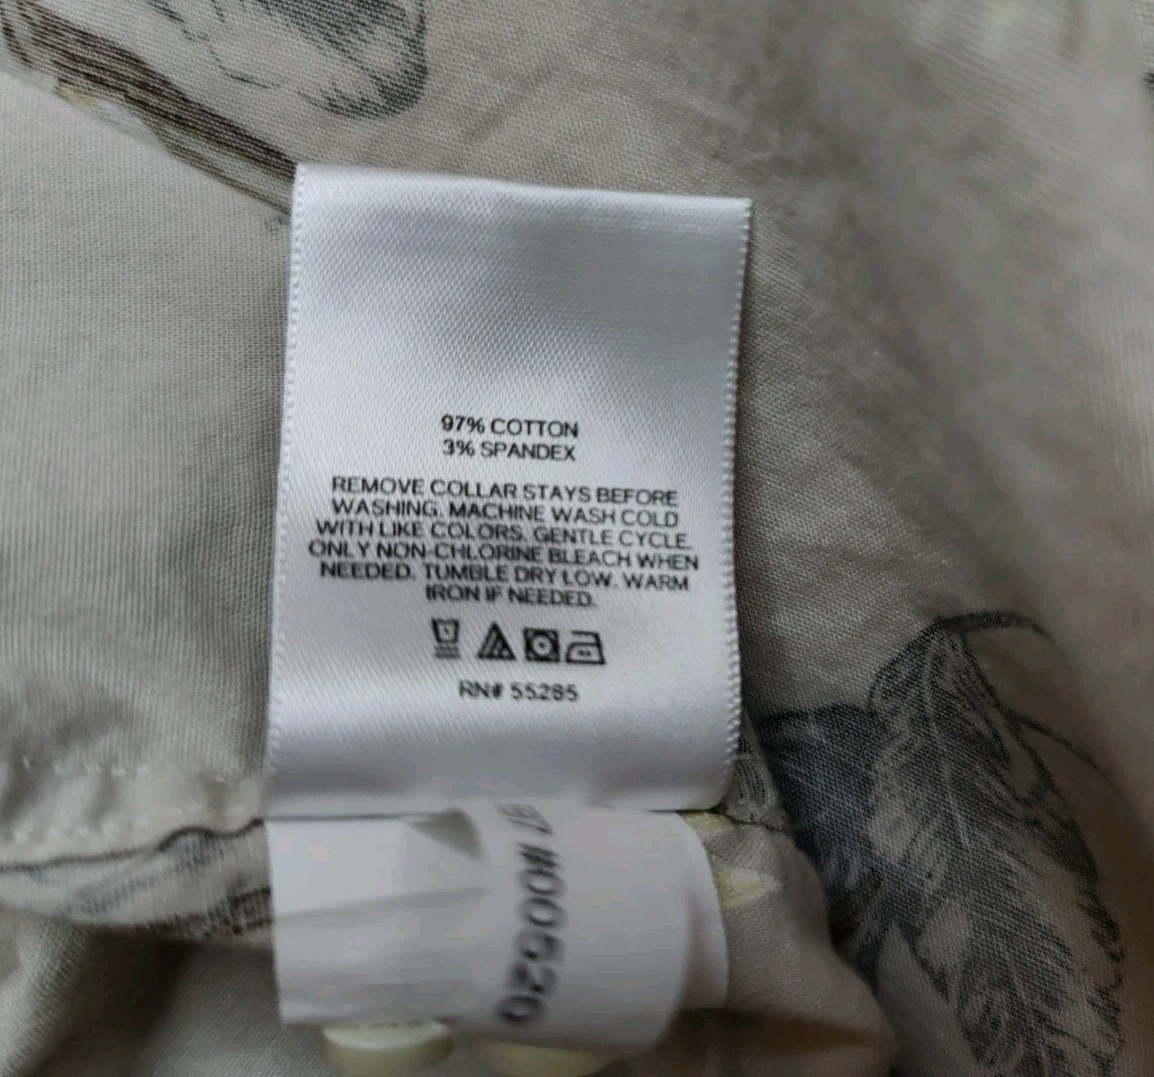 97% COTTON
3% SPANDEX
REMOVE COLLAR STAYS BEFORE
WASHING. MACHINE WASH COLD
WITH LIKE COLORS. GENTLE CYCLE.
ONLY NON-CHLORINE BLEACH WHEN
NEEDED. TUMBLE DRY LOW. WARM
IRON IF NEEDED.
RN# 55285
#00520